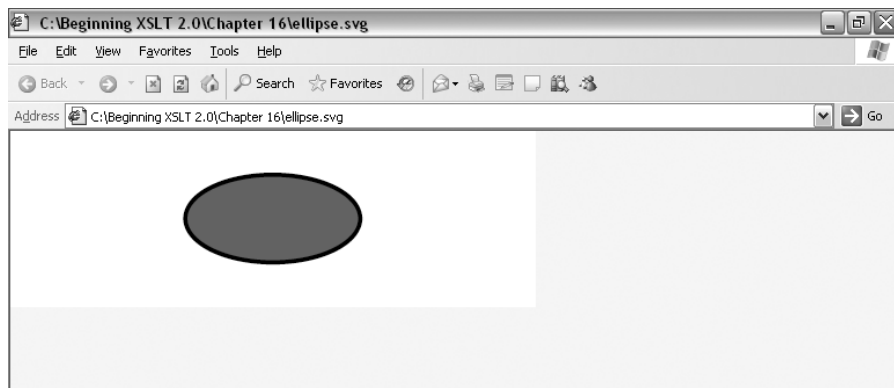 C:\Beginning XSLT 2.0\Chapter 16\ellipse.svg
File Edit View Favorites Tools Help
Back Search Favorites
Address C:\Beginning XSLT 2.0\Chapter 16\ellipse.svg Go